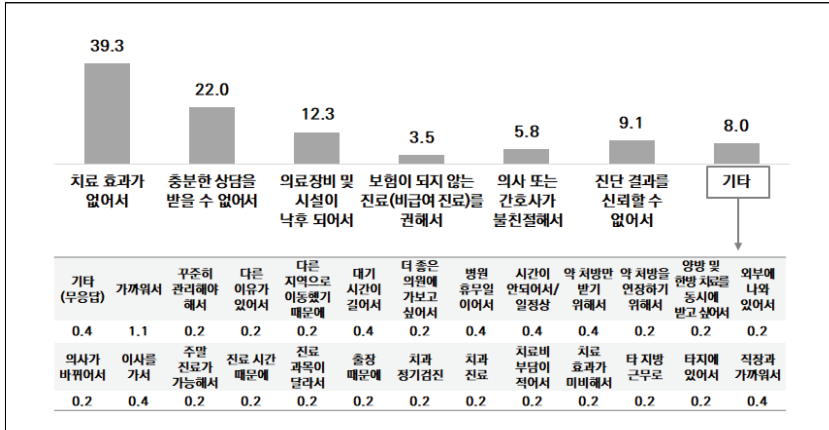 39.3
22.0
12.3
3.5
5.8
9.1
8.0
치료 효과가
없어서
충분한 상담을
받을 수 없어서
의료장비 및
시설이
낙후 되어서
보험이 되지 않는
진료(비급여 진료)를
권해서
의사 또는
간호사가
불친절해서
진단 결과를
신뢰할 수
없어서
기타
기타
(무응답)
가까워서
꾸준히
관리해야
해서
다른
이유가
있어서
다른
지역으로
이동했기
때문에
대기
시간이
길어서
더 좋은
의원에
가보고
싶어서
병원
휴무일
이어서
시간이
안되어서/
일정상
약 처방만
받기
위해서
약 처방을
연장하기
위해서
양방 및
한방 치료를
동시에
받고 싶어서
외부에
나와
있어서
0.4 1.1 0.2 0.2 0.2 0.4 0.2 0.4 0.4 0.4 0.2 0.2 0.2
의사가
바뀌어서
이사를
가서
주말
진료가
가능해서
진료 시간
때문에
진료
과목이
달라서
출장
때문에
치과
정기검진
치과
진료
치료비
부담이
적어서
치료
효과가
미비해서
타 지방
근무로
타지에
있어서
직장과
가까워서
0.2 0.4 0.2 0.2 0.2 0.2 0.2 0.2 0.2 0.2 0.2 0.2 0.4